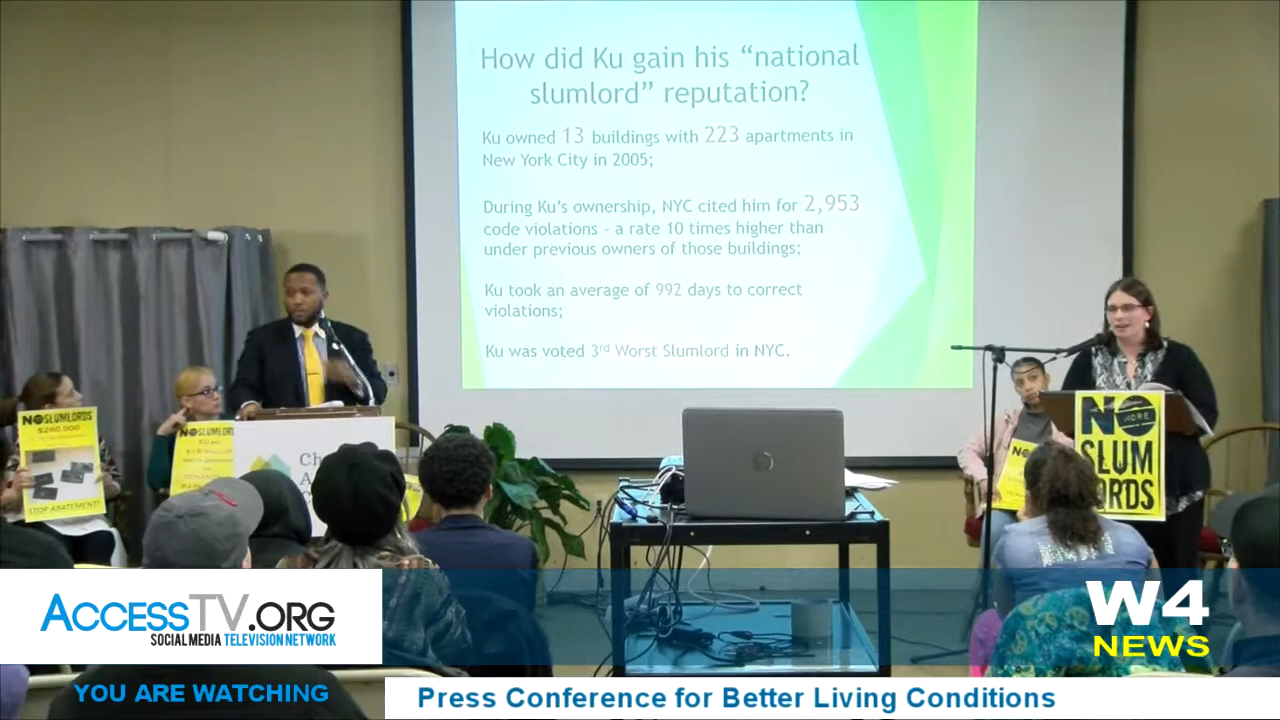 How did Ku gain his “national
slumlord” reputation?
Ku owned 13 buildings with 223 apartments in
New York City in 2005;
During Ku’s ownership, NYC cited him for 2,953
code violations - a rate 10 times higher than
under previous owners of those buildings;
Ku took an average of 992 days to correct
violations;
Ku was voted 3rd Worst Slumlord in NYC.
NO SLUMLORDS
$260,000
STOP ABATEMENT!
NO SLUMLORDS
Ch
A
NO
NO
MORE
SLUM
LORDS
ACCESSTV.ORG
SOCIAL MEDIA TELEVISION NETWORK
W4
NEWS
YOU ARE WATCHING
Press Conference for Better Living Conditions